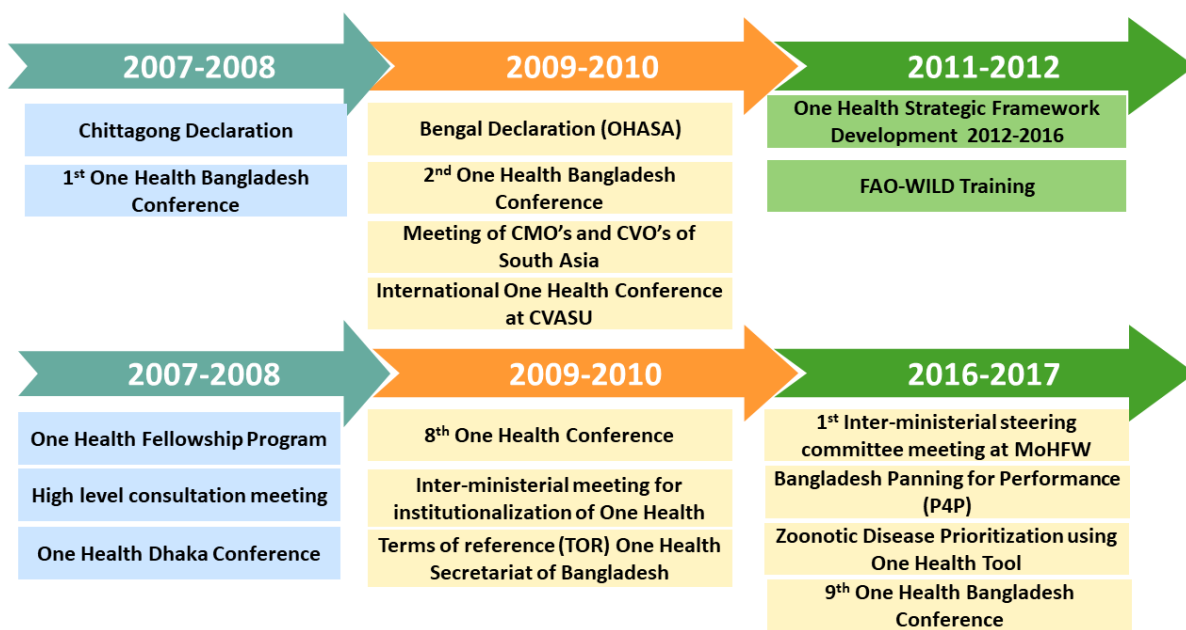 2007-2008
2009-2010
2011-2012
Chittagong Declaration
1st One Health Bangladesh
Conference
Bengal Declaration (OHASA)
2nd One Health Bangladesh
Conference
Meeting of CMO's and CVO's of
South Asia
International One Health Conference
at CVASU
One Health Strategic Framework
Development 2012-2016
FAO-WILD Training
2007-2008
2009-2010
2016-2017
One Health Fellowship Program
High level consultation meeting
One Health Dhaka Conference
8th One Health Conference
Inter-ministerial meeting for
institutionalization of One Health
Terms of reference (TOR) One Health
Secretariat of Bangladesh
1st Inter-ministerial steering
committee meeting at MoHFW
Bangladesh Panning for Performance
(P4P)
Zoonotic Disease Prioritization using
One Health Tool
9th One Health Bangladesh
Conference